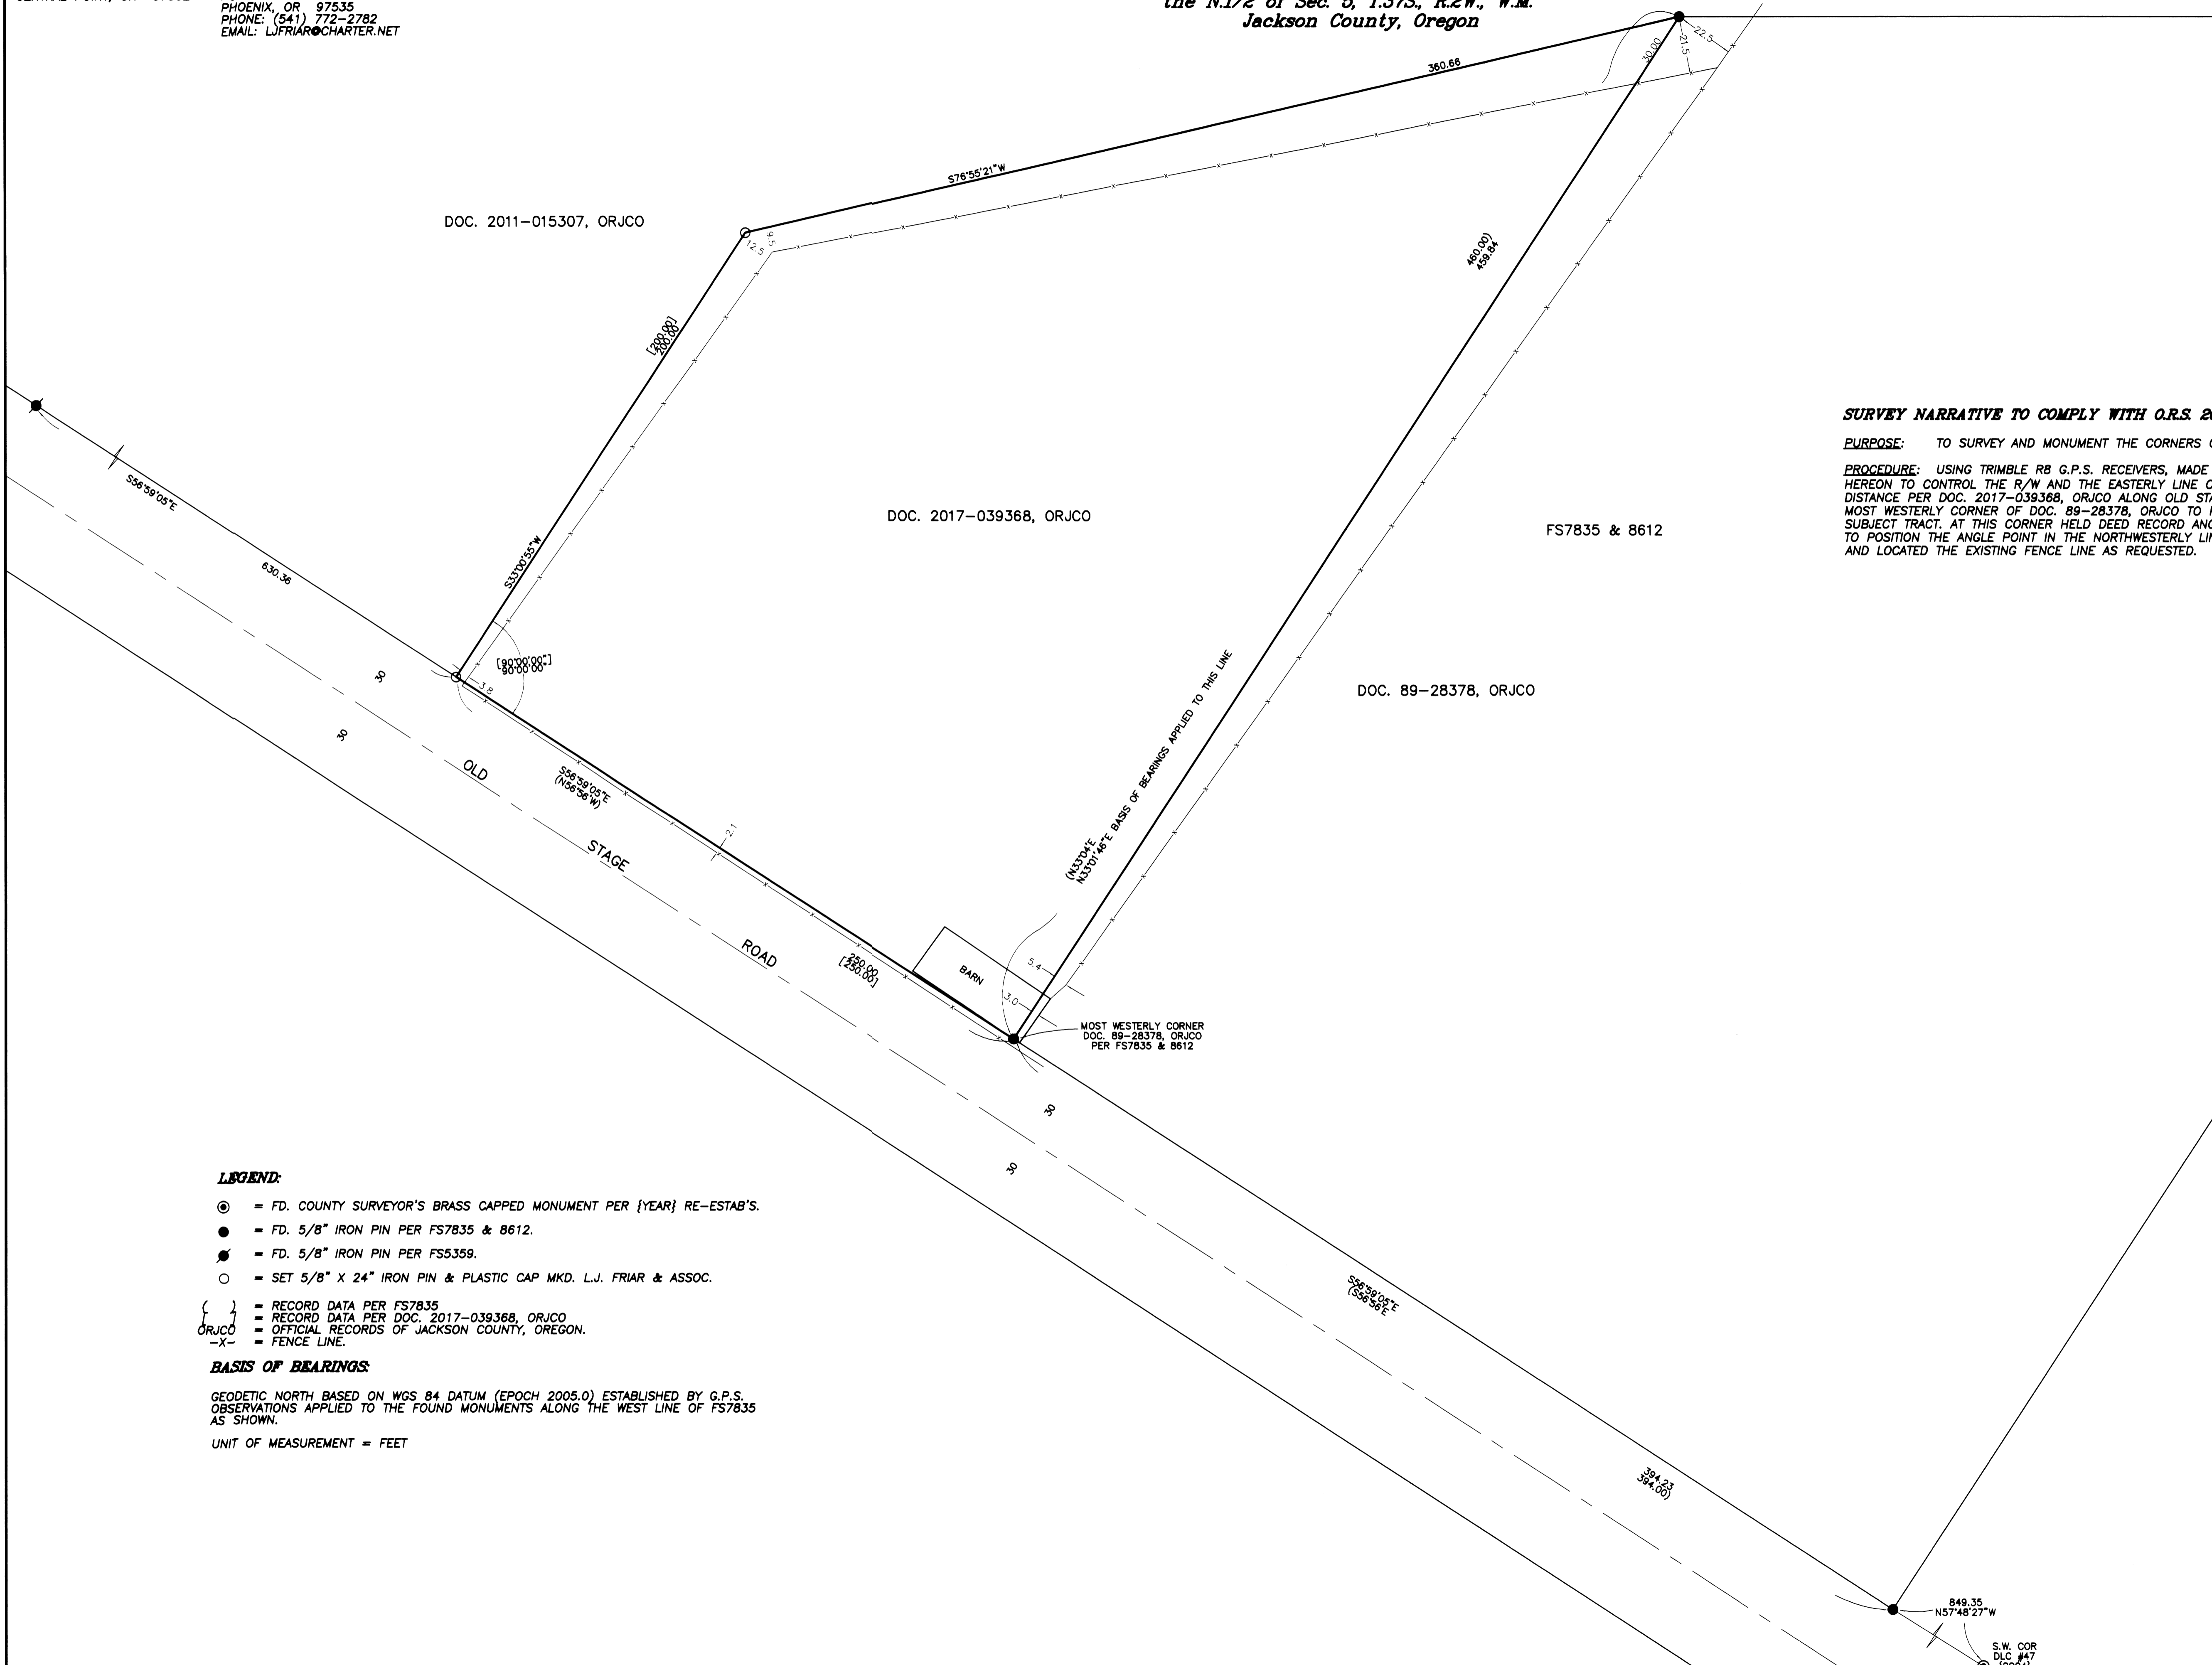 PHOENIX, OR 97535
PHONE: (541) 772-2782
EMAIL: LJFRIAR@CHARTER.NET
the N.1/2 of Sec. 5, T.37S., R.2W., W.M.
Jackson County, Oregon
22.5
21.5
30.00
360.66
S76°55'21"W
DOC. 2011-015307, ORJCO
9.5
12.5
460.00)
459.84
[200.00]
200.00
SURVEY NARRATIVE TO COMPLY WITH O.R.S. 20
PURPOSE: TO SURVEY AND MONUMENT THE CORNERS
PROCEDURE: USING TRIMBLE R8 G.P.S. RECEIVERS, MADE
HEREON TO CONTROL THE R/W AND THE EASTERLY LINE
DISTANCE PER DOC. 2017-039368, ORJCO ALONG OLD
MOST WESTERLY CORNER OF DOC. 89-28378, ORJCO TO
SUBJECT TRACT. AT THIS CORNER HELD DEED RECORD
TO POSITION THE ANGLE POINT IN THE NORTHWESTERLY
AND LOCATED THE EXISTING FENCE LINE AS REQUESTED.
S56°59'05"E
630.36
DOC. 2017-039368, ORJCO
FS7835 & 8612
S33°00'55"W
[90°00'00"]
90°00'00"
3.8
30
30
DOC. 89-28378, ORJCO
OLD
STAGE
ROAD
S56°59'05"E
(N56°56'W)
2.1
(N33°04'E
N33°01'46"E BASIS OF BEARINGS APPLIED TO THIS LINE
250.00
[250.00]
BARN
5.4
3.0
MOST WESTERLY CORNER
DOC. 89-28378, ORJCO
PER FS7835 & 8612
30
30
LEGEND:
= FD. COUNTY SURVEYOR'S BRASS CAPPED MONUMENT PER {YEAR} RE-ESTAB'S.
= FD. 5/8" IRON PIN PER FS7835 & 8612.
= FD. 5/8" IRON PIN PER FS5359.
= SET 5/8" X 24" IRON PIN & PLASTIC CAP MKD. L.J. FRIAR & ASSOC.
( ) = RECORD DATA PER FS7835
[ ] = RECORD DATA PER DOC. 2017-039368, ORJCO
ORJCO = OFFICIAL RECORDS OF JACKSON COUNTY, OREGON.
-X- = FENCE LINE.
BASIS OF BEARINGS:
GEODETIC NORTH BASED ON WGS 84 DATUM (EPOCH 2005.0) ESTABLISHED BY G.P.S.
OBSERVATIONS APPLIED TO THE FOUND MONUMENTS ALONG THE WEST LINE OF FS7835
AS SHOWN.
UNIT OF MEASUREMENT = FEET
S56°59'05"E
(S56°56'E
394.23
394.00)
849.35
N57°48'27"W
S.W. COR
DLC #47